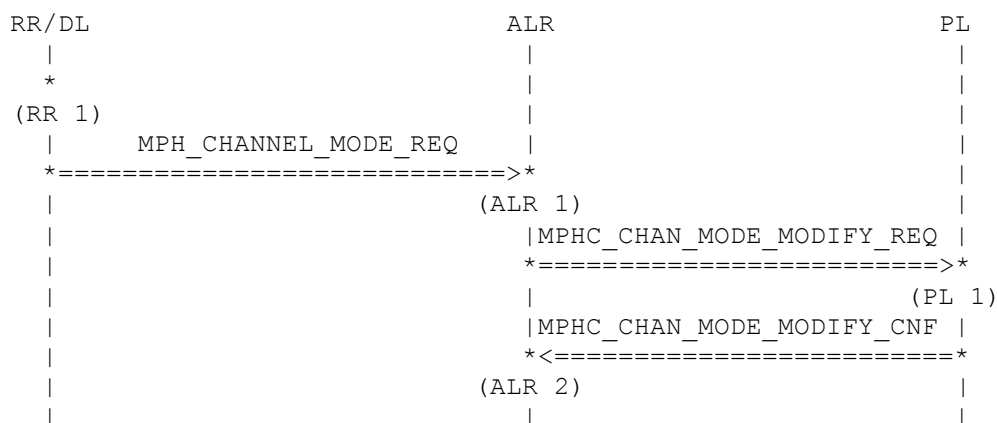 RR/DL ALR PL
| | |
* | |
(RR 1) | |
| MPH_CHANNEL_MODE_REQ | |
*============================>* |
| (ALR 1) |
| |MPHC_CHAN_MODE_MODIFY_REQ |
| *=========================>*
| | (PL 1)
| |MPHC_CHAN_MODE_MODIFY_CNF |
| *<=========================*
| (ALR 2) |
| | |